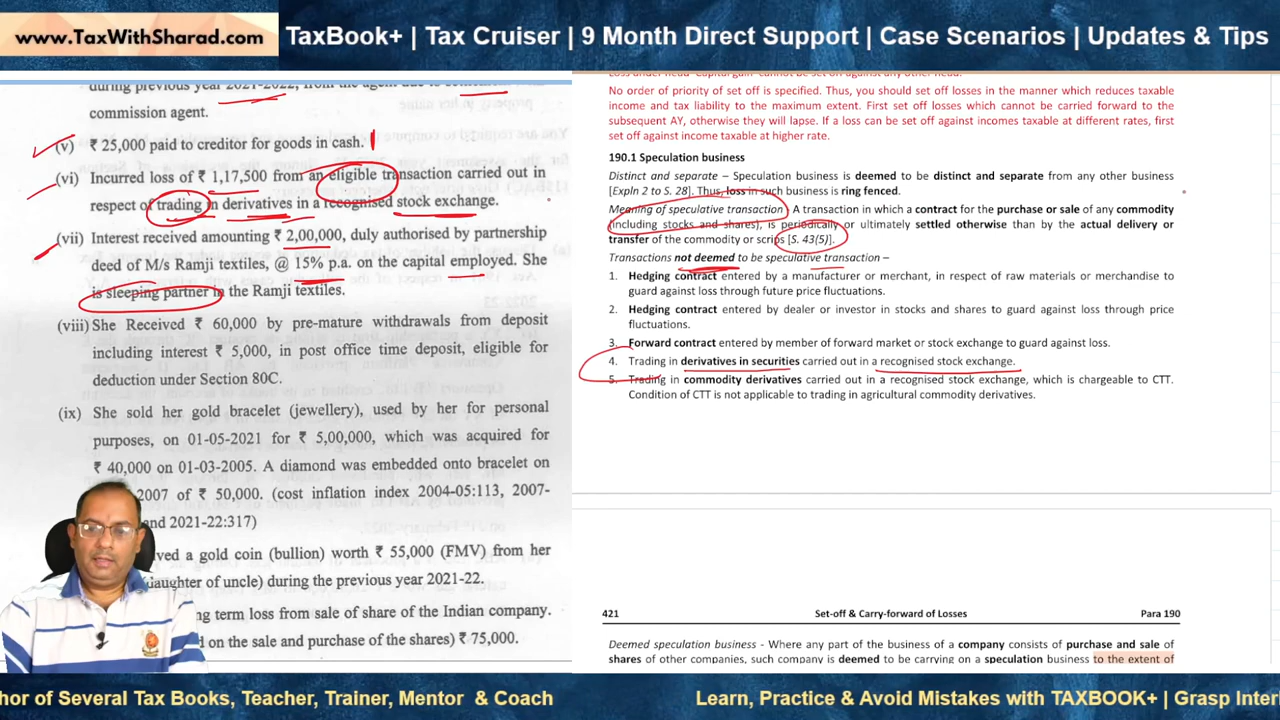 www.TaxWithSharad.com
TaxBook+ | Tax Cruiser | 9 Month Direct Support | Case Scenarios | Updates & Tips
during previous year 2021-2022, from the agent due to
commission agent.
(v) ₹ 25,000 paid to creditor for goods in cash.
(vi) Incurred loss of ₹ 1,17,500 from an eligible transaction carried out in
respect of trading in derivatives in a recognised stock exchange.
(vii) Interest received amounting ₹ 2,00,000, duly authorised by partnership
deed of M/s Ramji textiles, @ 15% p.a. on the capital employed. She
is sleeping partner in the Ramji textiles.
(viii) She Received ₹ 60,000 by pre-mature withdrawals from deposit
including interest ₹ 5,000, in post office time deposit, eligible for
deduction under Section 80C.
(ix) She sold her gold bracelet (jewellery), used by her for personal
purposes, on 01-05-2021 for ₹ 5,00,000, which was acquired for
₹ 40,000 on 01-03-2005. A diamond was embedded onto bracelet on
2007 of ₹ 50,000. (cost inflation index 2004-05:113, 2007-
and 2021-22:317)
ved a gold coin (bullion) worth ₹ 55,000 (FMV) from her
(daughter of uncle) during the previous year 2021-22.
ng term loss from sale of share of the Indian company.
d on the sale and purchase of the shares) ₹ 75,000.
Loss under head "Capital gain" cannot be set off against any other head.
No order of priority of set off is specified. Thus, you should set off losses in the manner which reduces taxable
income and tax liability to the maximum extent. First set off losses which cannot be carried forward to the
subsequent AY, otherwise they will lapse. If a loss can be set off against incomes taxable at different rates, first
set off against income taxable at higher rate.
190.1 Speculation business
Distinct and separate – Speculation business is deemed to be distinct and separate from any other business
[Expln 2 to S. 28]. Thus, loss in such business is ring fenced.
Meaning of speculative transaction – A transaction in which a contract for the purchase or sale of any commodity
(including stocks and shares), is periodically or ultimately settled otherwise than by the actual delivery or
transfer of the commodity or scrips [S. 43(5)].
Transactions not deemed to be speculative transaction –
1. Hedging contract entered by a manufacturer or merchant, in respect of raw materials or merchandise to
guard against loss through future price fluctuations.
2. Hedging contract entered by dealer or investor in stocks and shares to guard against loss through price
fluctuations.
3. Forward contract entered by member of forward market or stock exchange to guard against loss.
4. Trading in derivatives in securities carried out in a recognised stock exchange.
5. Trading in commodity derivatives carried out in a recognised stock exchange, which is chargeable to CTT.
Condition of CTT is not applicable to trading in agricultural commodity derivatives.
421 Set-off & Carry-forward of Losses Para 190
Deemed speculation business - Where any part of the business of a company consists of purchase and sale of
shares of other companies, such company is deemed to be carrying on a speculation business to the extent of
thor of Several Tax Books, Teacher, Trainer, Mentor & Coach
Learn, Practice & Avoid Mistakes with TAXBOOK+ | Grasp Inter